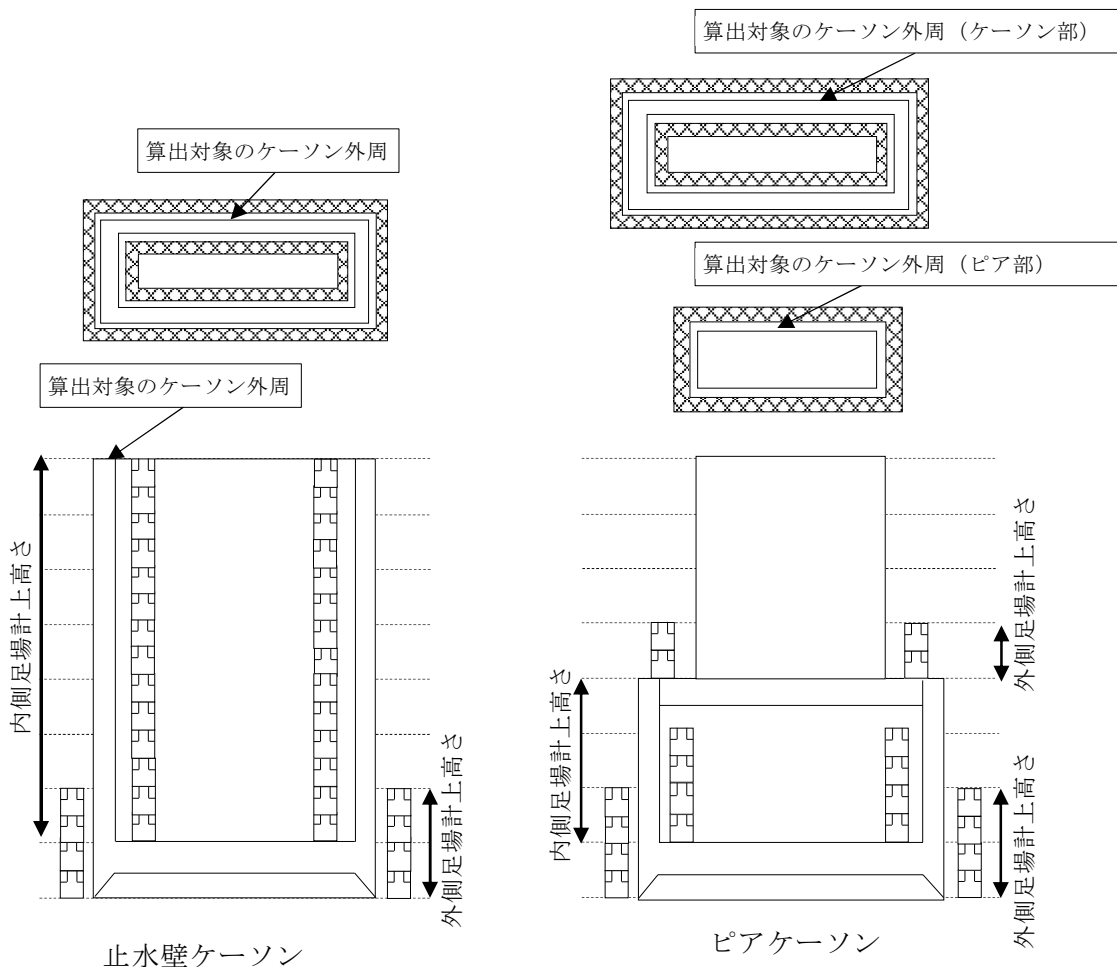 算出対象のケーソン外周（ケーソン部）
算出対象のケーソン外周
算出対象のケーソン外周（ピア部）
算出対象のケーソン外周
内側足場計上高さ
外側足場計上高さ
外側足場計上高さ
内側足場計上高さ
外側足場計上高さ
止水壁ケーソン
ピアケーソン